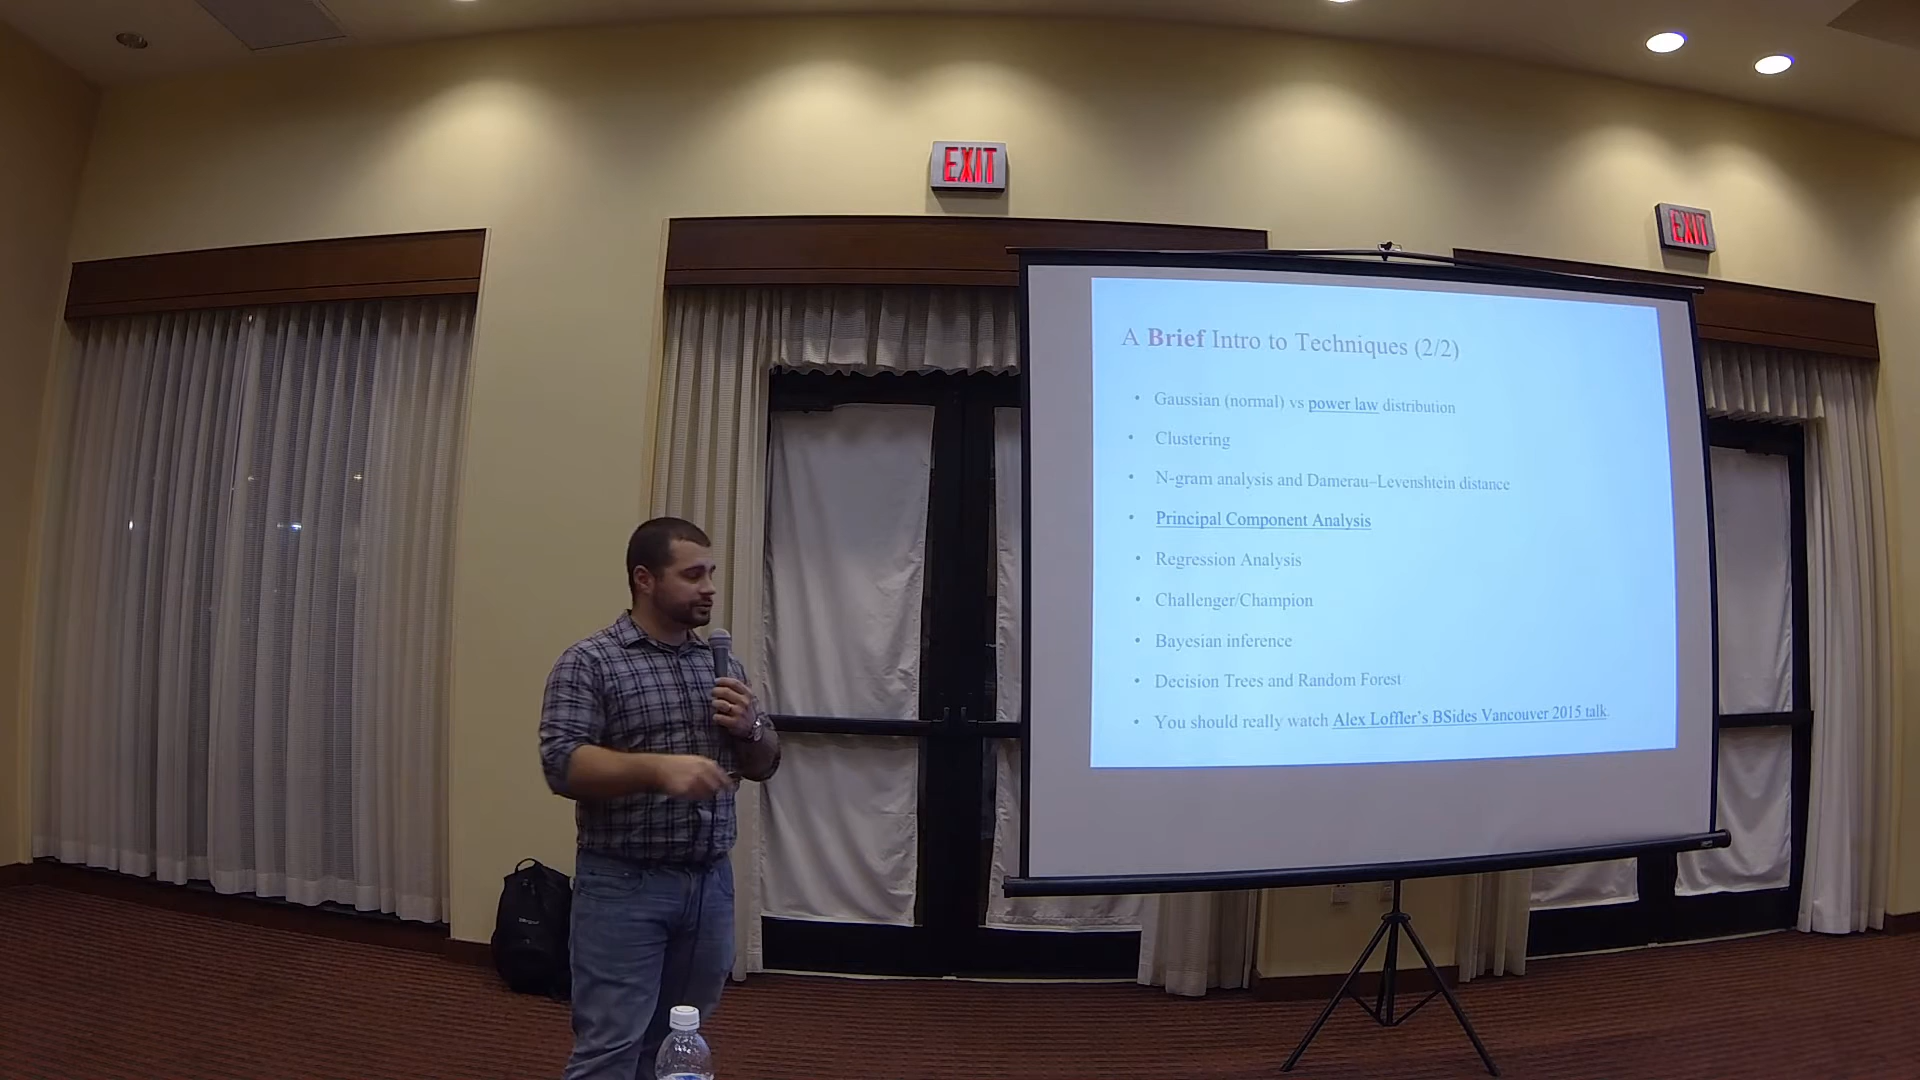 EXIT
EXIT
A Brief Intro to Techniques (2/2)
• Gaussian (normal) vs power law distribution
• Clustering
• N-gram analysis and Damerau–Levenshtein distance
• Principal Component Analysis
• Regression Analysis
• Challenger/Champion
• Bayesian inference
• Decision Trees and Random Forest
• You should really watch Alex Loffler's BSides Vancouver 2015 talk.